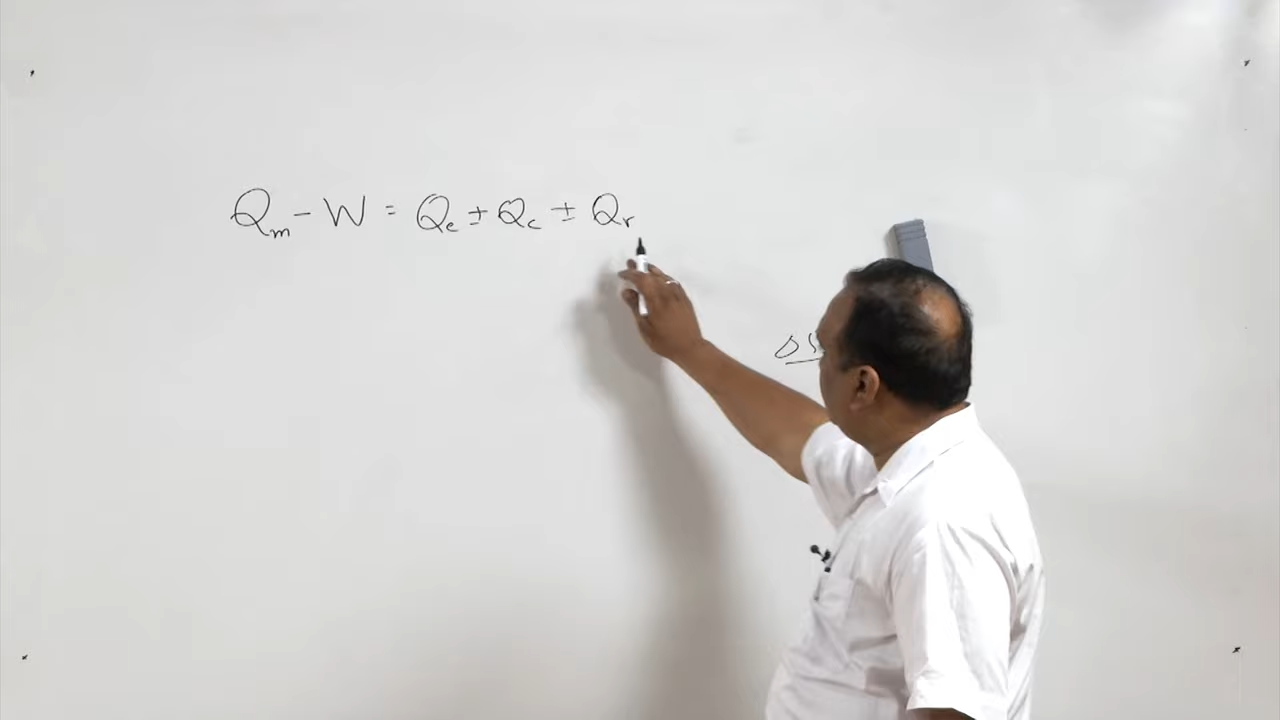 Qm - W = Qe ± Qc ± Qr